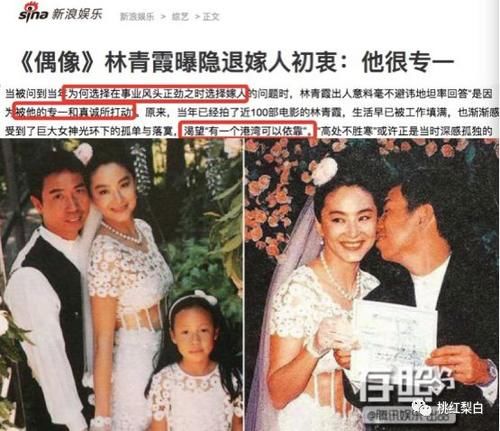 sina 新浪娱乐
新浪娱乐 > 综艺 > 正文
《偶像》林青霞曝隐退嫁人初衷：他很专一
当被问到当年为何选择在事业风头正劲之时选择嫁人的问题时，林青霞出人意料毫不避讳地坦率回答“是因
为被他的专一和真诚所打动”。原来，当年已经拍了近100部电影的林青霞，生活早已被工作填满，也渐渐感
受到了巨大女神光环下的孤单与落寞，渴望“有一个港湾可以依靠”，“高处不胜寒”或许正是当时深感孤独的
存照
@腾讯娱乐 出品
桃红梨白